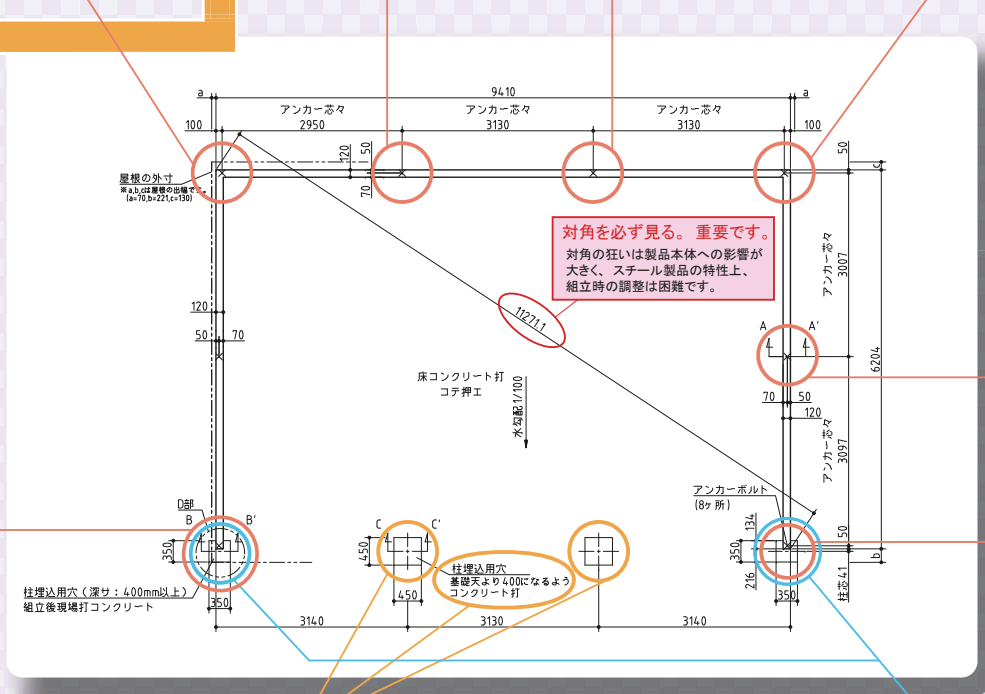 a
9410
a
アンカー芯々
アンカー芯々
アンカー芯々
100
2950
3130
3130
100
120
50
70
50
c
屋根の外寸
※a,b,cは屋根の出幅です。
(a=70,b=221,c=130)
対角を必ず見る。 重要です。
対角の狂いは製品本体への影響が
大きく、スチール製品の特性上、
組立時の調整は困難です。
アンカー芯々
3007
6204
11271.1
120
50
70
A
A'
床コンクリート打
コテ押エ
水勾配1/100
70
50
120
アンカー芯々
3097
アンカーボルト
(8ヶ所)
D部
B
B'
C
C'
350
450
柱埋込用穴
基礎天より400になるよう
コンクリート打
450
134
350
216
350
50
b
柱芯41
柱埋込用穴(深サ:400mm以上)
組立後現場打コンクリート
350
3140
3130
3140